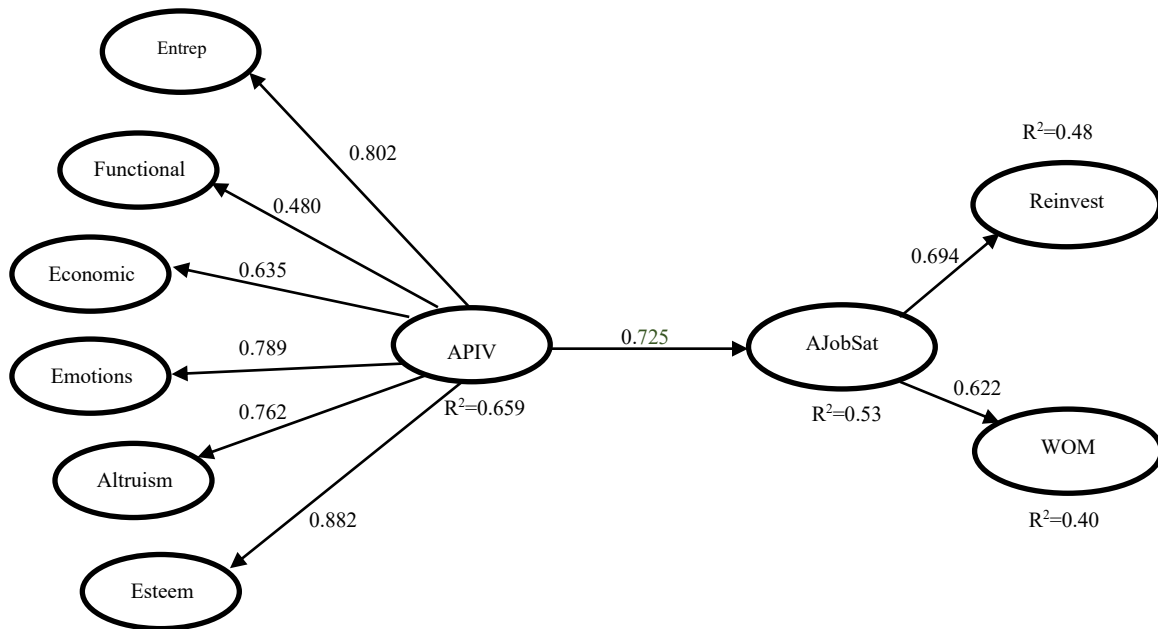 Entrep
R²=0.48
0.802
Functional
Reinvest
0.480
0.694
Economic
0.635
0.725
AJobSat
APIV
0.789
Emotions
0.622
R²=0.659
R²=0.53
0.762
WOM
Altruism
0.882
R²=0.40
Esteem